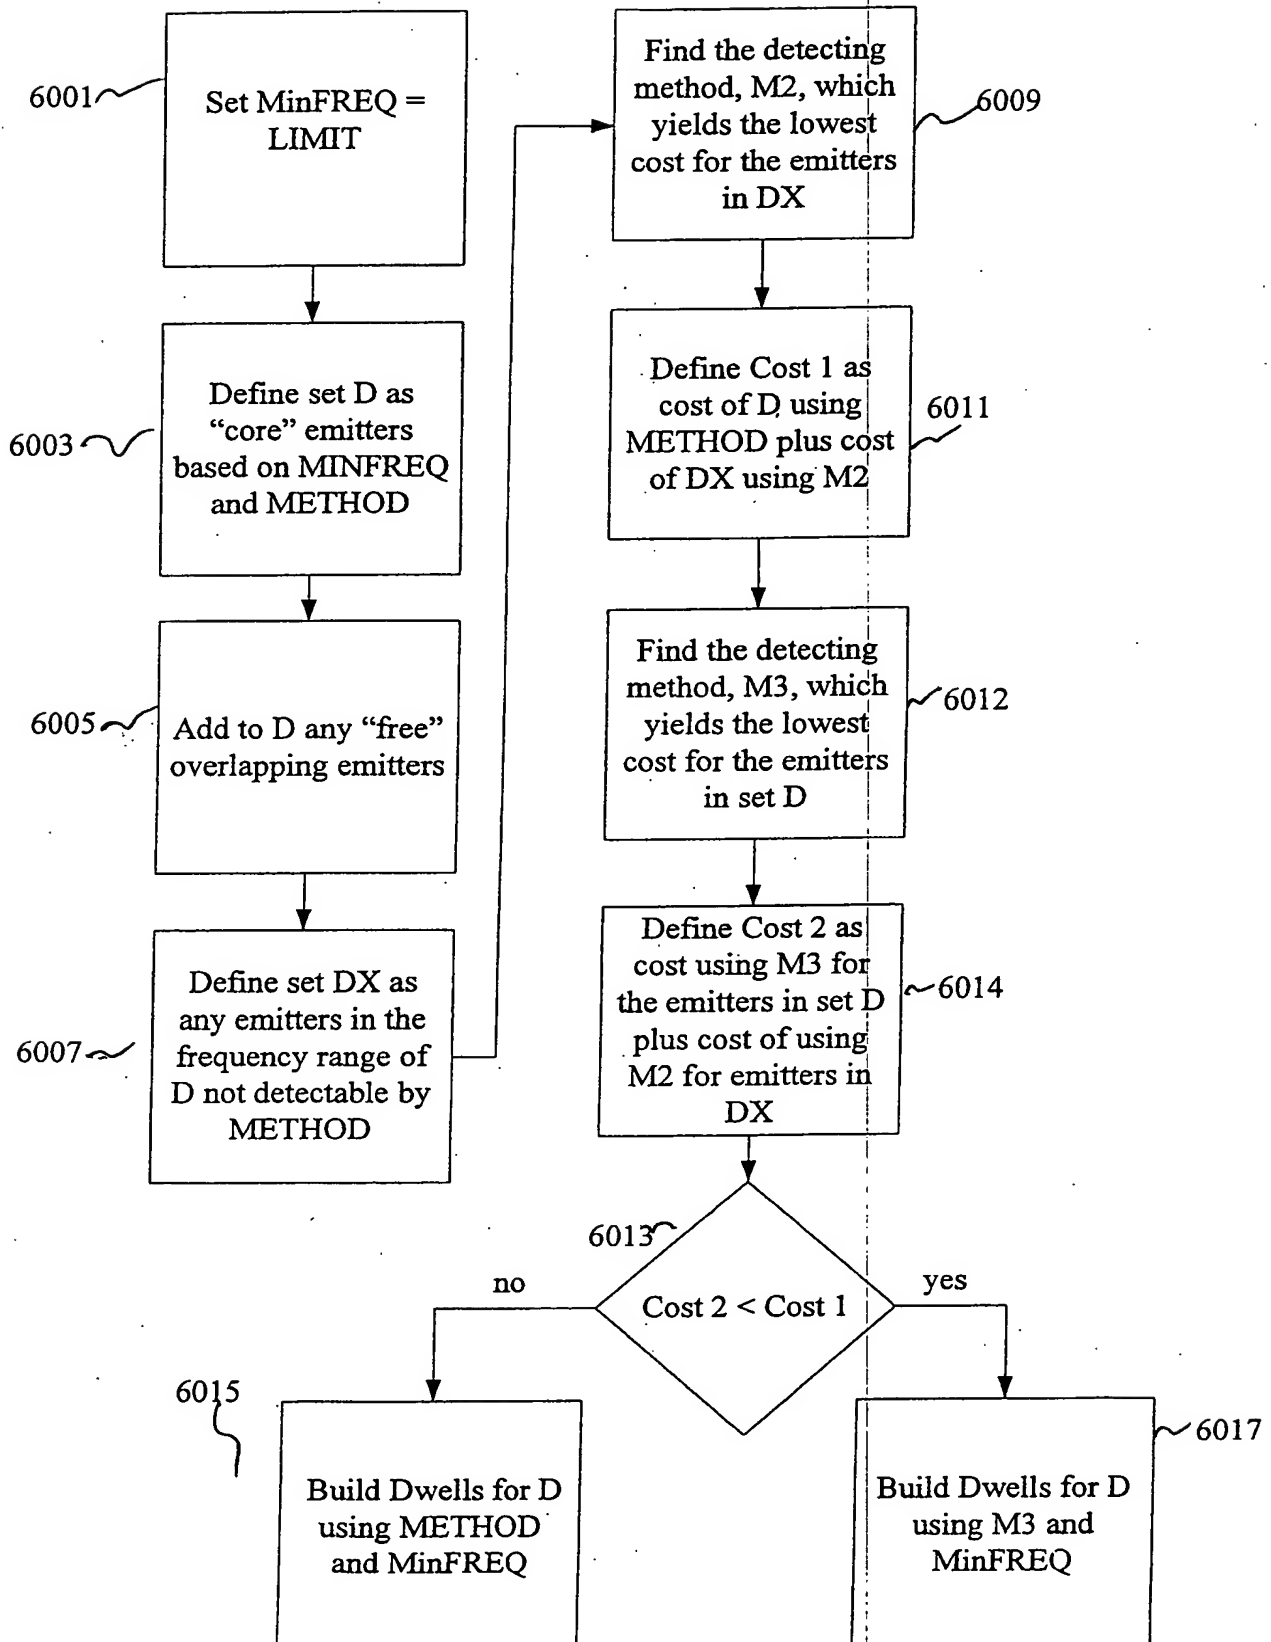 6001
Set MinFREQ =
LIMIT
6003
Define set D as
“core” emitters
based on MINFREQ
and METHOD
6005
Add to D any “free”
overlapping emitters
6007
Define set DX as
any emitters in the
frequency range of
D not detectable by
METHOD
Find the detecting
method, M2, which
yields the lowest
cost for the emitters
in DX
6009
Define Cost 1 as
cost of D using
METHOD plus cost
of DX using M2
6011
Find the detecting
method, M3, which
yields the lowest
cost for the emitters
in set D
6012
Define Cost 2 as
cost using M3 for
the emitters in set D
plus cost of using
M2 for emitters in
DX
6014
6013
Cost 2 < Cost 1
no
yes
6015
Build Dwells for D
using METHOD
and MinFREQ
6017
Build Dwells for D
using M3 and
MinFREQ